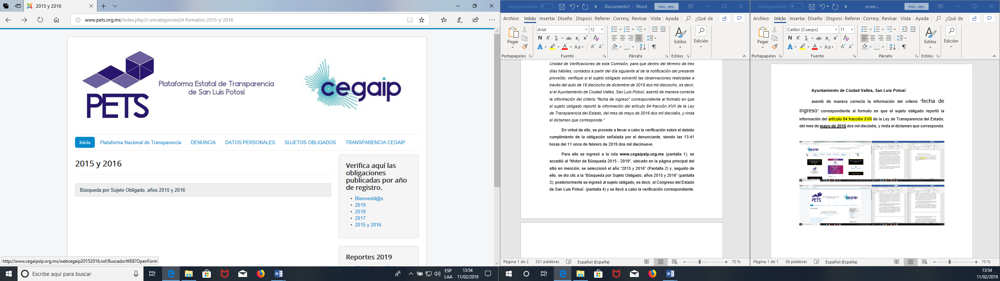 2015 y 2016
www.pets.org.mx/index.php/2-uncategorised/4-formatos-2015-y-2016
PETS
Plataforma Estatal de Transparencia
de San Luis Potosí
cegaip
Inicio Plataforma Nacional de Transparencia DENUNCIA DATOS PERSONALES SUJETOS OBLIGADOS TRANSPARENCIA CEGAIP
2015 y 2016
Búsqueda por Sujeto Obligado, años 2015 y 2016
Verifica aquí las
obligaciones
publicadas por año
de registro.
• Bienvenid@s
• 2019
• 2018
• 2017
• 2015 y 2016
Reportes 2019
http://www.cegaipslp.org.mx/webcegaip20152016.nsf/BuscadorWEB?OpenForm
Escribe aquí para buscar
ESP
LAA
13:54
11/02/2019
Autoguardado Documento1 - Word Inic. ses.
Archivo Inicio Insertar Diseño Disposi Referer Corresp Revisar Vista Ayuda ¿Qué de
Pegar
Arial 12
N K S ab x₂ x²
A A Aa A A
Estilos
Edición
Portapapeles Fuente Párrafo Estilos
Unidad de Verificaciones de esta Comisión, para que dentro del término de tres
días hábiles, contados a partir del día siguiente al de la notificación del presente
proveído, verifique si el sujeto obligado solventó las observaciones realizadas a
través del auto de 18 dieciocho de diciembre de 2018 dos mil dieciocho, es decir,
si el Ayuntamiento de Ciudad Valles, San Luis Potosí, asentó de manera correcta
la información del criterio "fecha de ingreso" correspondiente al formato en que
el sujeto obligado reportó la información del artículo 84 fracción XVII de la Ley
de Transparencia del Estado, del mes de mayo de 2016 dos mil dieciséis, y rinda
el dictamen que corresponda."
En virtud de ello, se procede a llevar a cabo la verificación sobre el debido
cumplimiento de la obligación señalada por el denunciante, siendo las 13:41
horas del 11 once de febrero de 2019 dos mil diecinueve.
Para ello se ingresó a la ruta www.cegaipslp.org.mx (pantalla 1); se
accedió al "Motor de Búsqueda 2015 - 2019", ubicado en la página principal del
sitio en mención; se seleccionó el año "2015 y 2016" (Pantalla 2) y, seguido de
ello, se dio clic a la "Búsqueda por Sujeto Obligado, años 2015 y 2016" (pantalla
3); posteriormente se ingresó al sujeto obligado, es decir, al Congreso del Estado
de San Luis Potosí (pantalla 4) y se llevó a cabo la verificación correspondiente.
Página 1 de 2 331 palabras Español (España) 70 %
Autoguardado scree... Inic. ses.
Archivo Inicio Insertar Diseño Disposi Referer Corresp Revisar Vista Ayuda ¿Qué de
Pegar
Calibri (Cuerpo) 11
N K S ab x₂ x²
A A Aa A A
Estilos
Edición
Portapapeles Fuente Párrafo Estilos
Ayuntamiento de Ciudad Valles, San Luis Potosí
asentó de manera correcta la información del criterio "fecha de
ingreso" correspondiente al formato en que el sujeto obligado reportó la
información del artículo 84 fracción XVII de la Ley de Transparencia del Estado,
del mes de mayo de 2016 dos mil dieciséis, y rinda el dictamen que corresponda.
cegaip
PETS
PETS
cegaip
Página 1 de 1 56 palabras Español (España) 70 %
13:54
11/02/2019